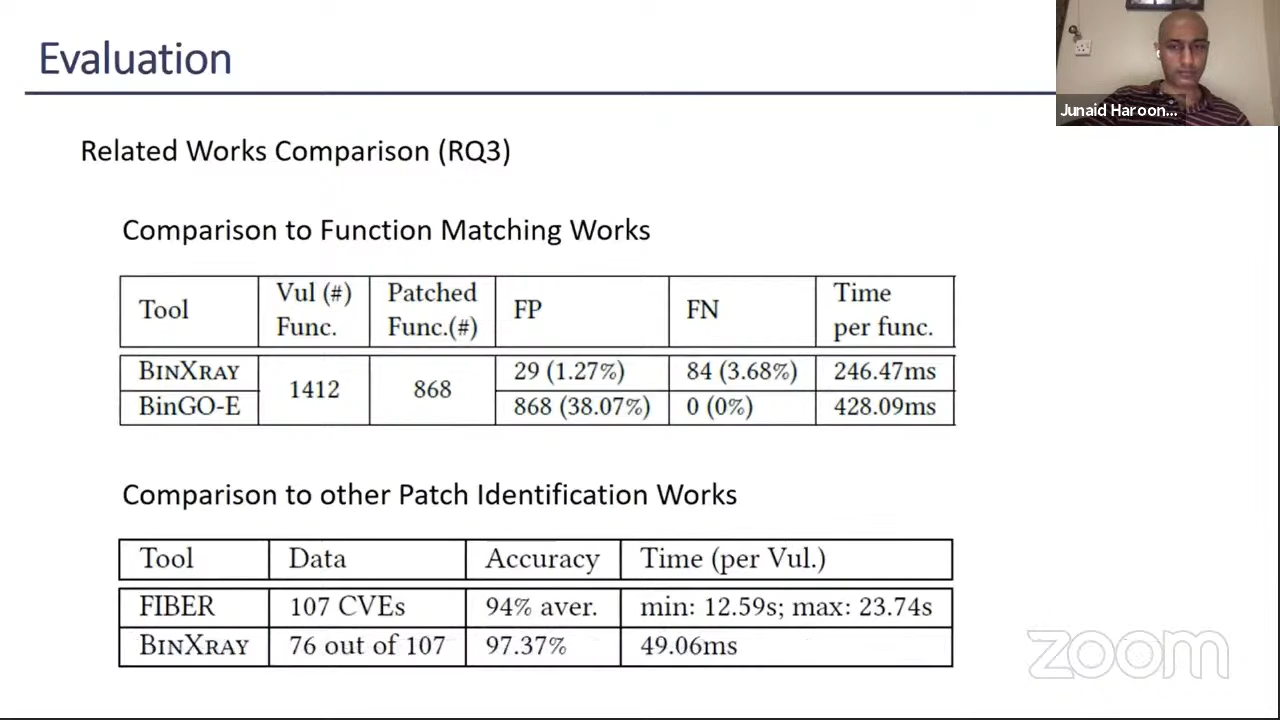 Evaluation
Junaid Haroon...
Related Works Comparison (RQ3)
Comparison to Function Matching Works
Tool Vul (#) Func. Patched Func.(#) FP FN Time per func.
BINXRAY 1412 868 29 (1.27%) 84 (3.68%) 246.47ms
BinGO-E 868 (38.07%) 0 (0%) 428.09ms
Comparison to other Patch Identification Works
Tool Data Accuracy Time (per Vul.)
FIBER 107 CVEs 94% aver. min: 12.59s; max: 23.74s
BINXRAY 76 out of 107 97.37% 49.06ms
zoom